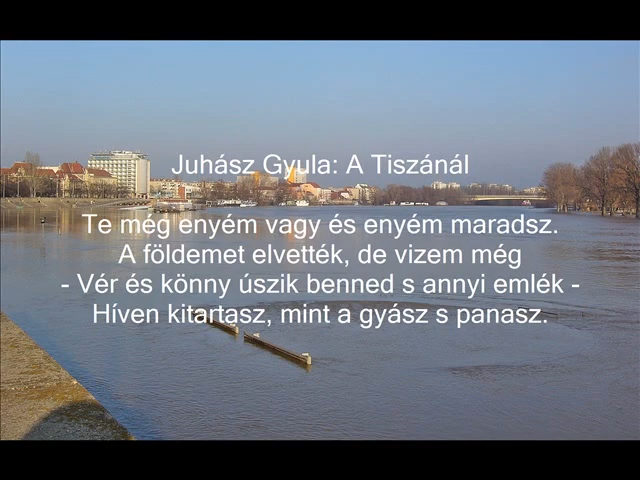 Juhász Gyula: A Tiszánál
Te még enyém vagy és enyém maradsz.
A földemet elvették, de vizem még
- Vér és könny úszik benned s annyi emlék -
Híven kitartasz, mint a gyász s panasz.